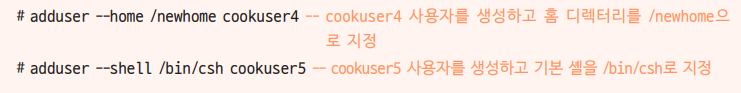 # adduser --home /newhome cookuser4 -- cookuser4 사용자를 생성하고 홈 디렉터리를 /newhome으
로 지정
# adduser --shell /bin/csh cookuser5 -- cookuser5 사용자를 생성하고 기본 셸을 /bin/csh로 지정